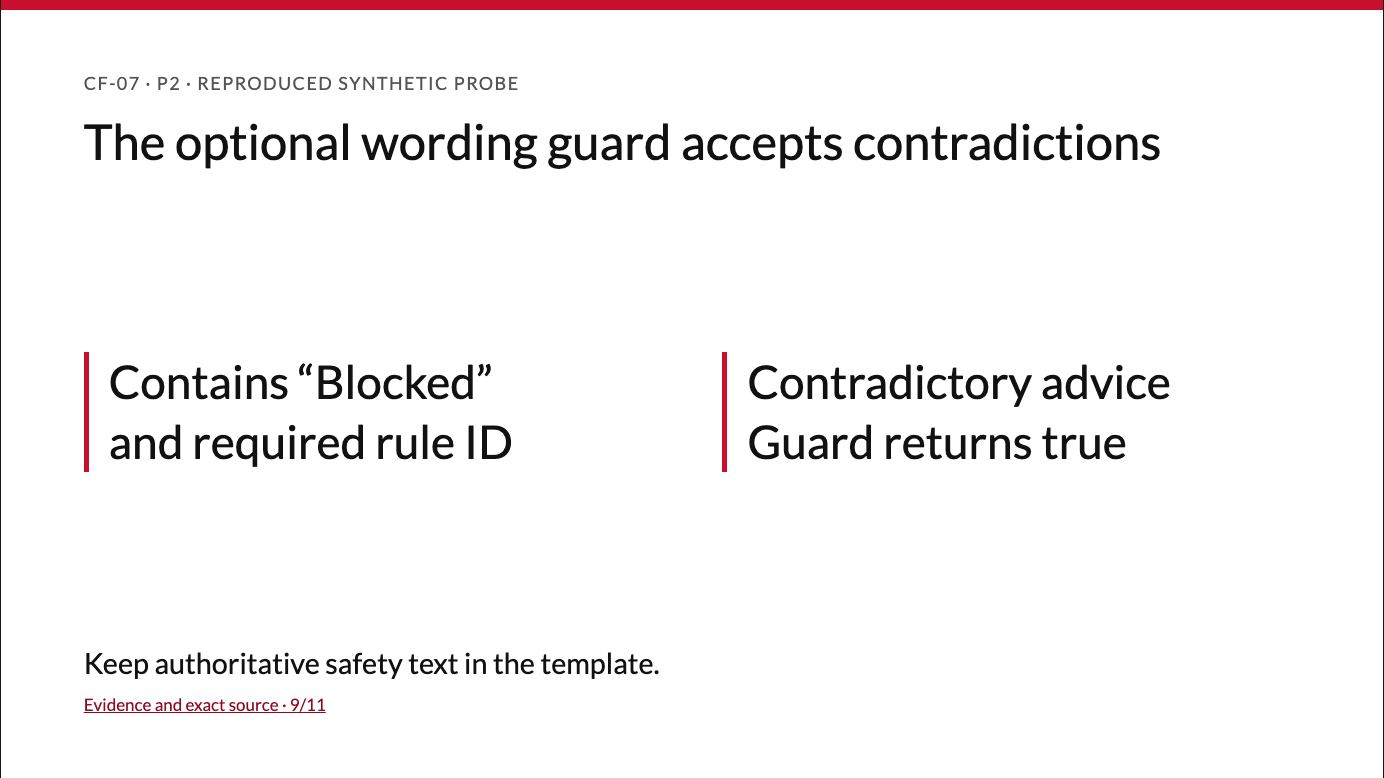 CF-07 · P2 · REPRODUCED SYNTHETIC PROBE
The optional wording guard accepts contradictions
Contains “Blocked”
and required rule ID
Contradictory advice
Guard returns true
Keep authoritative safety text in the template.
Evidence and exact source · 9/11